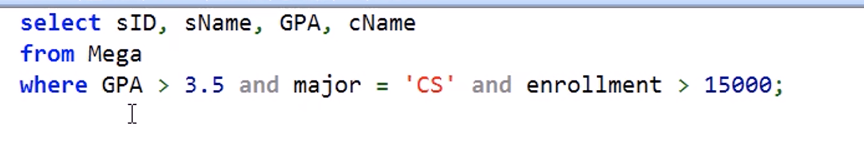 select sID, sName, GPA, cName
from Mega
where GPA > 3.5 and major = 'CS' and enrollment > 15000;